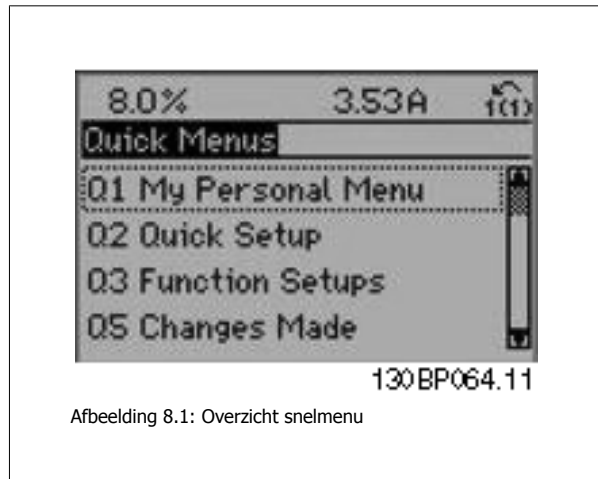 8.0% 3.53A 1(1)
Quick Menus
Q1 My Personal Menu
Q2 Quick Setup
Q3 Function Setups
Q5 Changes Made
130BP064.11
Afbeelding 8.1: Overzicht snelmenu